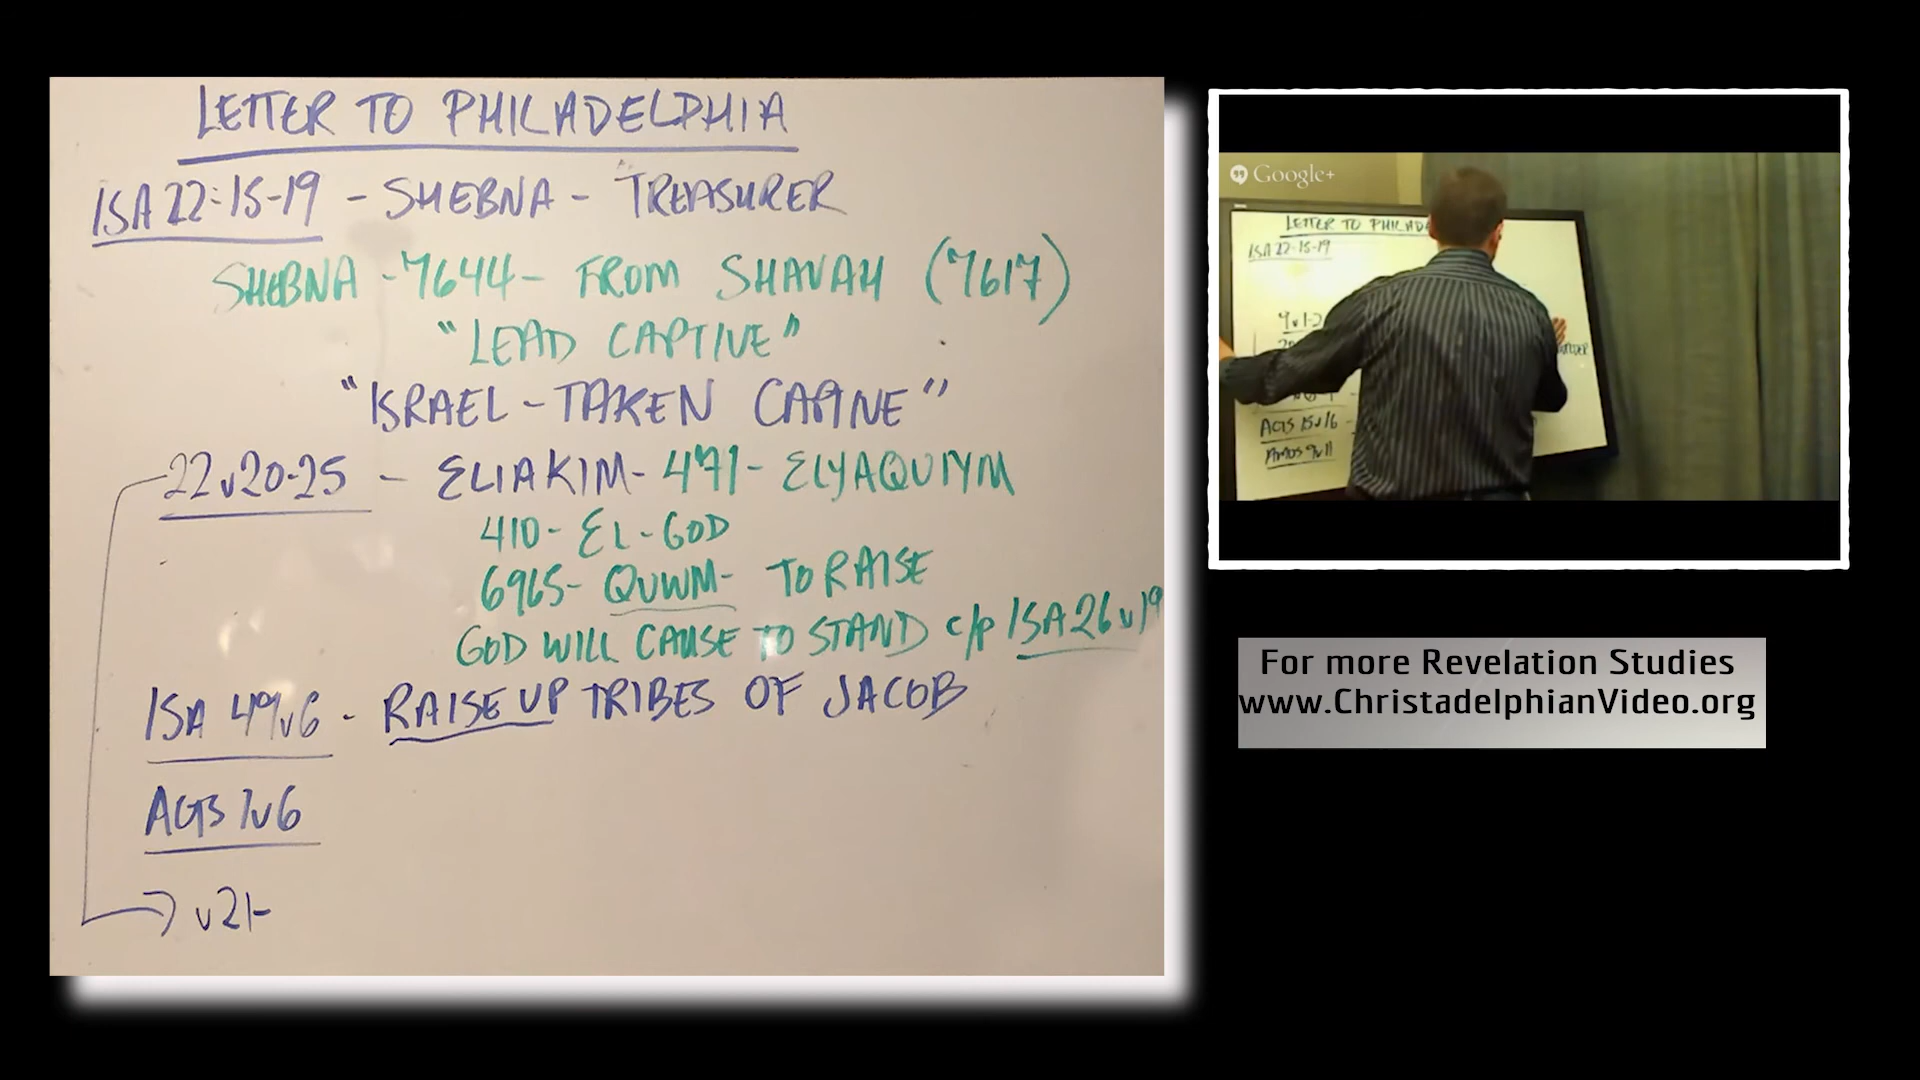 LETTER TO PHILADELPHIA
ISA 22:15-19 - SHEBNA - TREASURER
SHEBNA - 7644 - FROM SHAVAH (7617)
"LEAD CAPTIVE"
"ISRAEL - TAKEN CAPTIVE"
22v20-25 - ELIAKIM - 471 - ELYAQUIYM
410 - EL - GOD
6965 - QUWM - TO RAISE
GOD WILL CAUSE TO STAND c/p ISA 26v19
ISA 49v6 - RAISE UP TRIBES OF JACOB
ACTS 1v6
v21-
Google+
LETTER TO PHILAD
ISA 22-15-19
9v1-2
ACTS 15v16
AMOS 9v11
For more Revelation Studies
www.ChristadelphianVideo.org